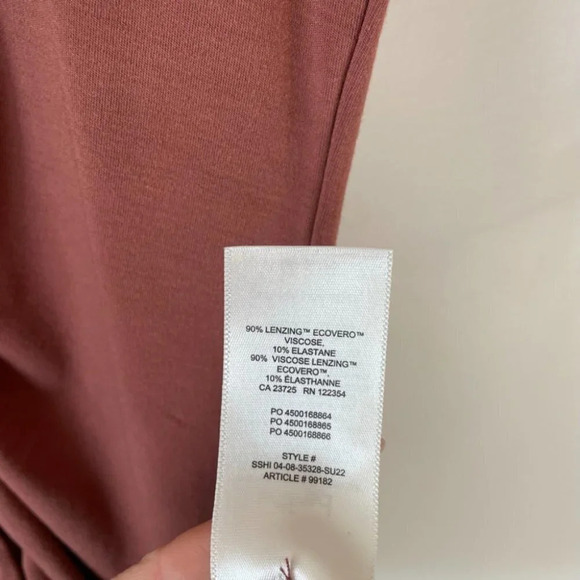 90% LENZING™ ECOVERO™
VISCOSE,
10% ELASTANE
90% VISCOSE LENZING™
ECOVERO™,
10% ÉLASTHANNE
CA 23725 RN 122354
PO 4500168864
PO 4500168865
PO 4500168866
STYLE #
SSHI 04-08-35328-SU22
ARTICLE # 99182